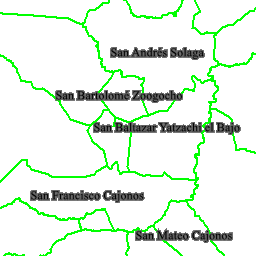 San Andrés Solaga
San Bartolomé Zoogocho
San Baltazar Yatzachi el Bajo
San Francisco Cajonos
San Mateo Cajonos